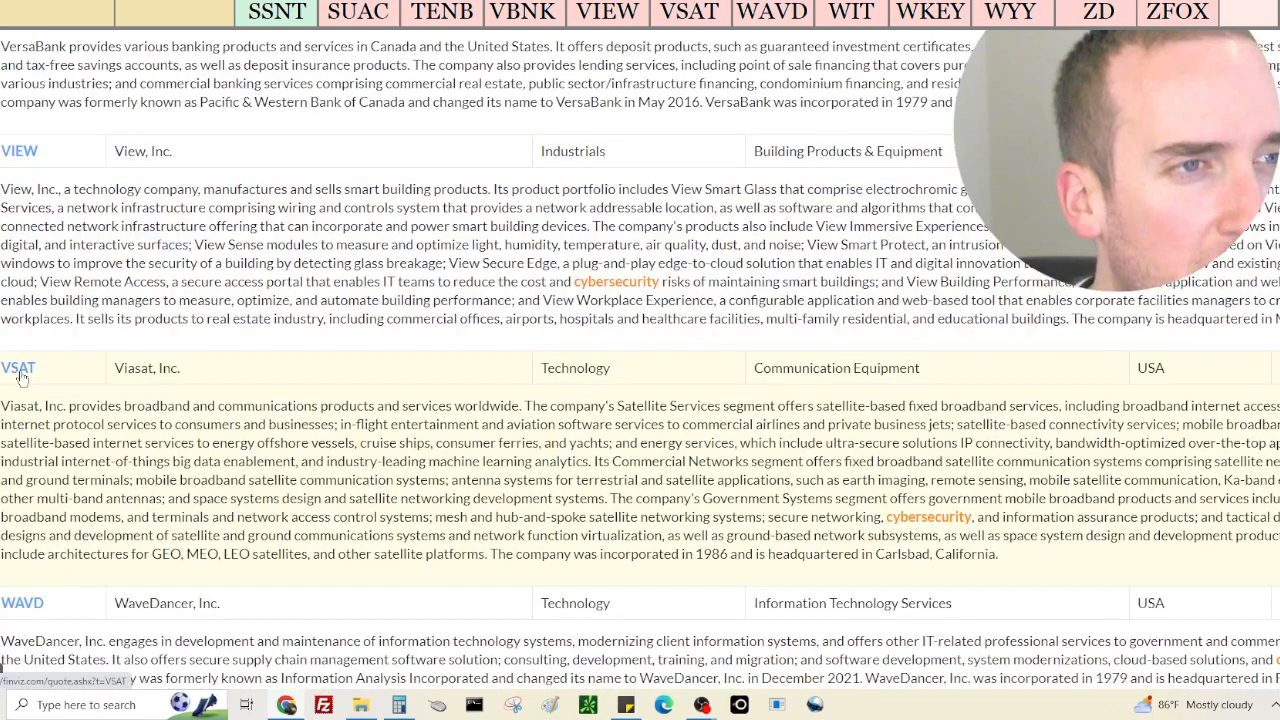 SSNT SUAC TENB VBNK VIEW VSAT WAVD WIT WKEY WYY ZD ZFOX
VersaBank provides various banking products and services in Canada and the United States. It offers deposit products, such as guaranteed investment certificates,
and tax-free savings accounts, as well as deposit insurance products. The company also provides lending services, including point of sale financing that covers
various industries; and commercial banking services comprising commercial real estate, public sector/infrastructure financing, condominium financing, and
company was formerly known as Pacific & Western Bank of Canada and changed its name to VersaBank in May 2016. VersaBank was incorporated in 1979 and
VIEW View, Inc. Industrials Building Products & Equipment
View, Inc., a technology company, manufactures and sells smart building products. Its product portfolio includes View Smart Glass that comprise electrochromic
Services, a network infrastructure comprising wiring and controls system that provides a network addressable location, as well as software and algorithms that
connected network infrastructure offering that can incorporate and power smart building devices. The company's products also include View Immersive Experiences
digital, and interactive surfaces; View Sense modules to measure and optimize light, humidity, temperature, air quality, dust, and noise; View Smart Protect, an on
windows to improve the security of a building by detecting glass breakage; View Secure Edge, a plug-and-play edge-to-cloud solution that enables IT and digital innovation existing
cloud; View Remote Access, a secure access portal that enables IT teams to reduce the cost and cybersecurity risks of maintaining smart buildings; and View Building
enables building managers to measure, optimize, and automate building performance; and View Workplace Experience, a configurable application and web-based tool that enables corporate facilities managers to
workplaces. It sells its products to real estate industry, including commercial offices, airports, hospitals and healthcare facilities, multi-family residential, and educational buildings. The company is headquartered in
VSAT Viasat, Inc. Technology Communication Equipment USA
Viasat, Inc. provides broadband and communications products and services worldwide. The company's Satellite Services segment offers satellite-based fixed broadband services, including broadband internet
internet protocol services to consumers and businesses; in-flight entertainment and aviation software services to commercial airlines and private business jets; satellite-based connectivity services; mobile
satellite-based internet services to energy offshore vessels, cruise ships, consumer ferries, and yachts; and energy services, which include ultra-secure solutions IP connectivity, bandwidth-optimized over-the-top
industrial internet-of-things big data enablement, and industry-leading machine learning analytics. Its Commercial Networks segment offers fixed broadband satellite communication systems comprising satellite
and ground terminals; mobile broadband satellite communication systems; antenna systems for terrestrial and satellite applications, such as earth imaging, remote sensing, mobile satellite communication, Ka-band
other multi-band antennas; and space systems design and satellite networking development systems. The company's Government Systems segment offers government mobile broadband products and services
broadband modems, and terminals and network access control systems; mesh and hub-and-spoke satellite networking systems; secure networking, cybersecurity, and information assurance products; and tactical
designs and development of satellite and ground communications systems and network function virtualization, as well as ground-based network subsystems, as well as space system design and development
include architectures for GEO, MEO, LEO satellites, and other satellite platforms. The company was incorporated in 1986 and is headquartered in Carlsbad, California.
WAVD WaveDancer, Inc. Technology Information Technology Services USA
WaveDancer, Inc. engages in development and maintenance of information technology systems, modernizing client information systems, and offers other IT-related professional services to government and
the United States. It also offers secure supply chain management software solution; consulting, development, training, and migration; and software development, system modernizations, cloud-based solutions, and
/finviz.com/quote.ashx?t=VSAT y was formerly known as Information Analysis Incorporated and changed its name to WaveDancer, Inc. in December 2021. WaveDancer, Inc. was incorporated in 1979 and is headquartered in
Type here to search 86°F Mostly cloudy